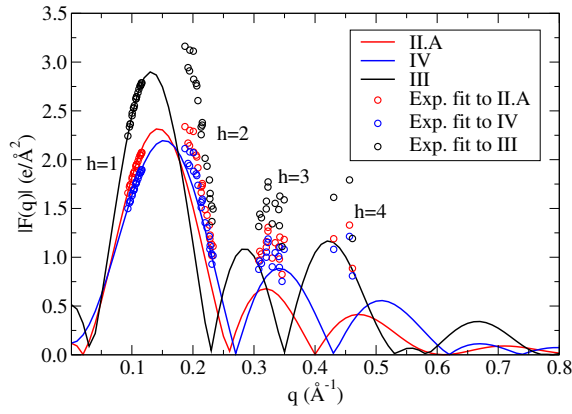 3.5
3.0
2.5
2.0
1.5
1.0
0.5
0.0
|F(q)| (e/Å²)
h=1
h=2
h=3
h=4
II.A
IV
III
Exp. fit to II.A
Exp. fit to IV
Exp. fit to III
0.1 0.2 0.3 0.4 0.5 0.6 0.7 0.8
q (Å⁻¹)